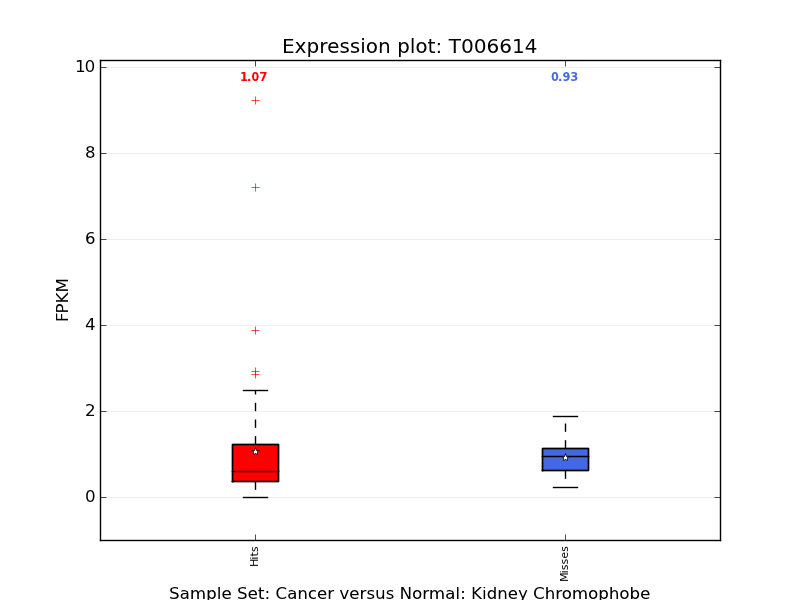 Expression plot: T006614
10
1.07
0.93
8
6
FPKM
4
2
0
Hits
Misses
Sample Set: Cancer versus Normal: Kidney Chromophobe